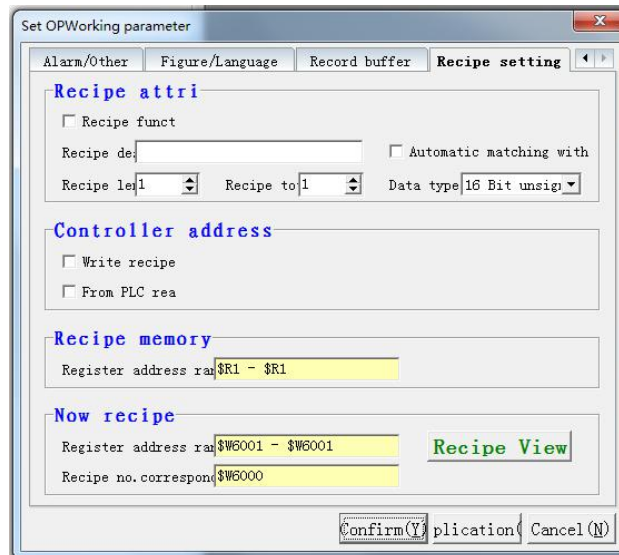 Set OPWorking parameter
Alarm/Other Figure/Language Record buffer Recipe setting
Recipe attri
Recipe funct
Recipe de: Automatic matching with
Recipe le 1 Recipe to 1 Data type 16 Bit unsig
Controller address
Write recipe
From PLC rea
Recipe memory
Register address ra $R1 - $R1
Now recipe
Register address ra $W6001 - $W6001 Recipe View
Recipe no.correspon $W6000
Confirm(Y) plication( Cancel(N)